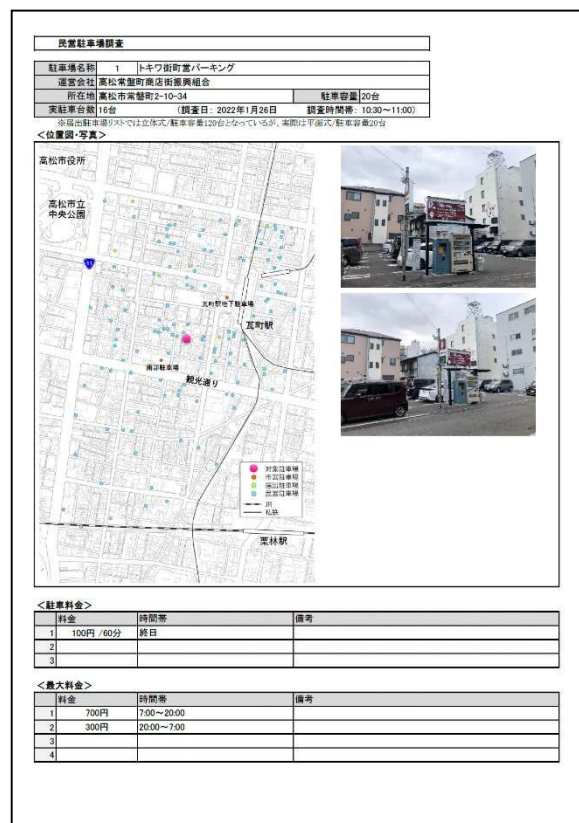 民営駐車場調査
駐車場名称 1 トキワ街町営パーキング
運営会社 高松常盤町商店街振興組合
所在地 高松市常盤町2-10-34 駐車容量 20台
実駐車台数 16台 (調査日: 2022年1月26日 調査時間帯: 10:30～11:00)
※届出駐車場リストでは立体式/駐車容量120台となっているが、実際は平面式/駐車容量20台
＜位置図・写真＞
高松市役所
高松市立
中央公園
11
瓦町駅地下駐車場
瓦町駅
南部駐車場
観光通り
対象駐車場
市営駐車場
届出駐車場
民営駐車場
JR
私鉄
栗林駅
＜駐車料金＞
料金 時間帯 備考
1 100円 /60分 終日
2
3
＜最大料金＞
料金 時間帯 備考
1 700円 7:00～20:00
2 300円 20:00～7:00
3
4